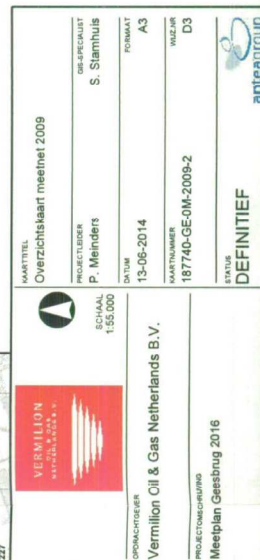 227
VERMILION
OIL & GAS
NETHERLANDS B.V.
SCHAAL
1:55.000
OPDRACHTGEVER
Vermilion Oil & Gas Netherlands B.V.
PROJECTOMSCHRIJVING
Meetplan Geesbrug 2016
KAARTTITEL
Overzichtskaart meetnet 2009
PROJECTLEIDER
P. Meinders
GIS-SPECIALIST
S. Stamhuis
DATUM
13-06-2014
FORMAAT
A3
KAARTNUMMER
187740-GE-0M-2009-2
WIJZ.NR
D3
STATUS
DEFINITIEF
anteagroup